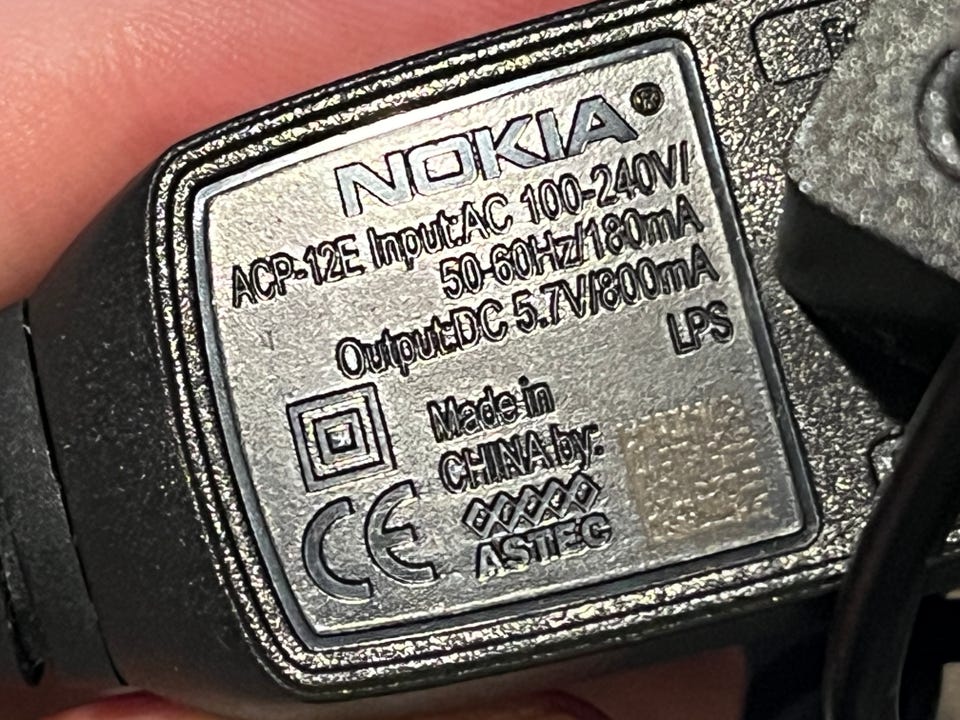 NOKIA®
ACP-12E Input:AC 100-240V/
50-60Hz/180mA
Output:DC 5.7V/800mA
LPS
Made in
CHINA by:
CE
ASTEC